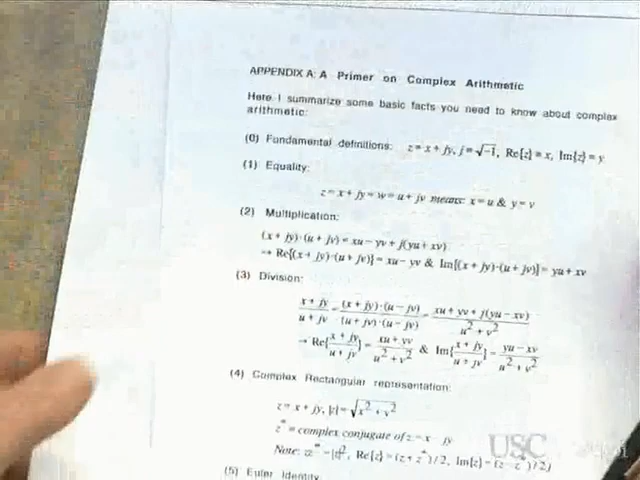 APPENDIX A: A Primer on Complex Arithmetic
Here I summarize some basic facts you need to know about complex
arithmetic:
(0) Fundamental definitions: z = x + jy, j = √−1, Re{z} = x, Im{z} = y
(1) Equality:
z = x + jy = w = u + jv means: x = u & y = v
(2) Multiplication:
(x + jy)·(u + jv) = xu − yv + j(yu + xv)
→ Re{(x + jy)·(u + jv)} = xu − yv & Im{(x + jy)·(u + jv)} = yu + xv
(3) Division:
(x + jy)/(u + jv) = (x + jy)·(u − jv)/(u + jv)·(u − jv) = (xu + yv + j(yu − xv))/(u² + v²)
→ Re{(x + jy)/(u + jv)} = (xu + yv)/(u² + v²) & Im{(x + jy)/(u + jv)} = (yu − xv)/(u² + v²)
(4) Complex Rectangular representation:
z = x + jy, |z| =
z* = complex conjugate of z = x jy
Note: zz* = |z|², Re{z} = (z + z*)/2, Im{z} = (z − z*)/2j
(5) Euler Identity
USC